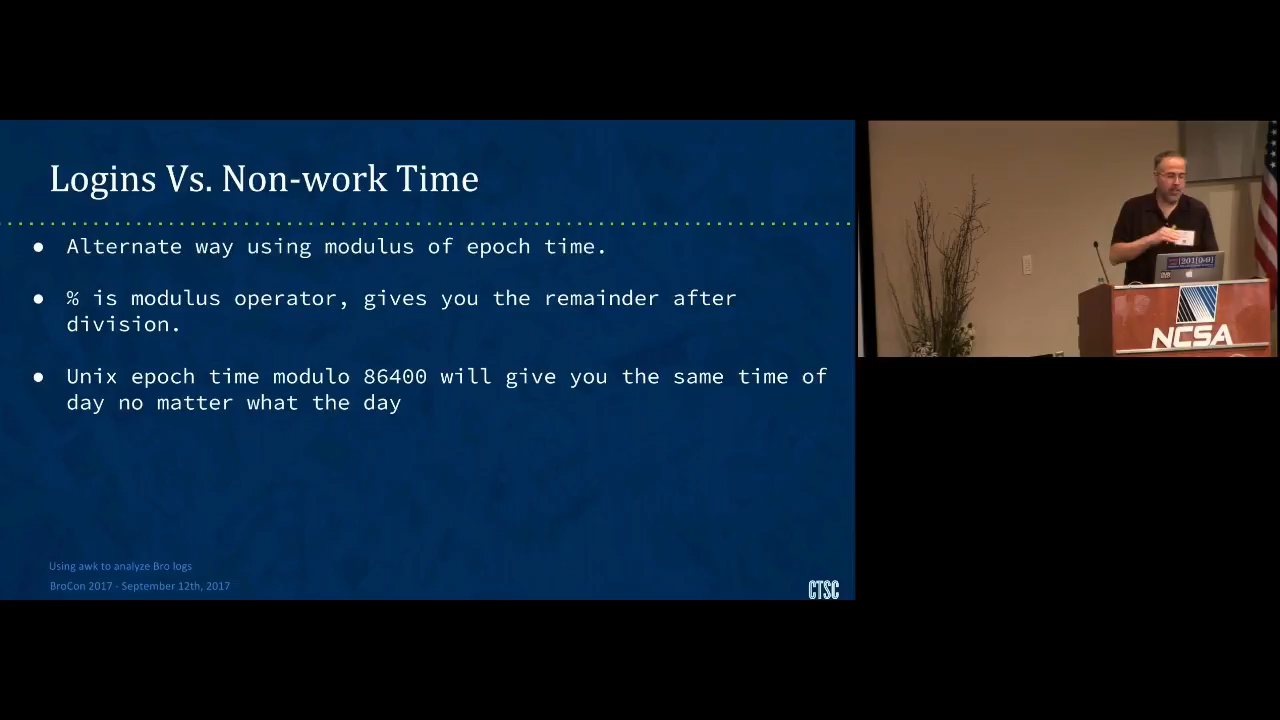 Logins Vs. Non-work Time
● Alternate way using modulus of epoch time.
● % is modulus operator, gives you the remainder after
division.
● Unix epoch time modulo 86400 will give you the same time of
day no matter what the day
Using awk to analyze Bro logs
BroCon 2017 - September 12th, 2017
CTSC
NCSA